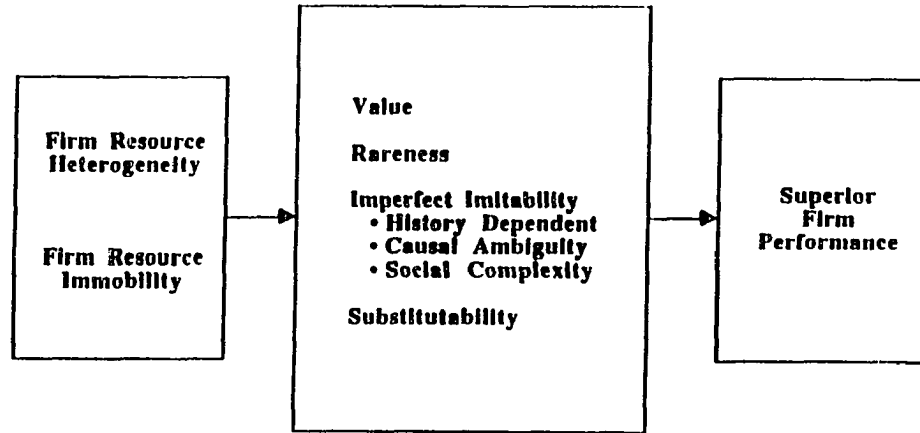 Firm Resource
Heterogeneity
Firm Resource
Immobility
Value
Rareness
Imperfect Imitability
• History Dependent
• Causal Ambiguity
• Social Complexity
Substitutability
Superior
Firm
Performance